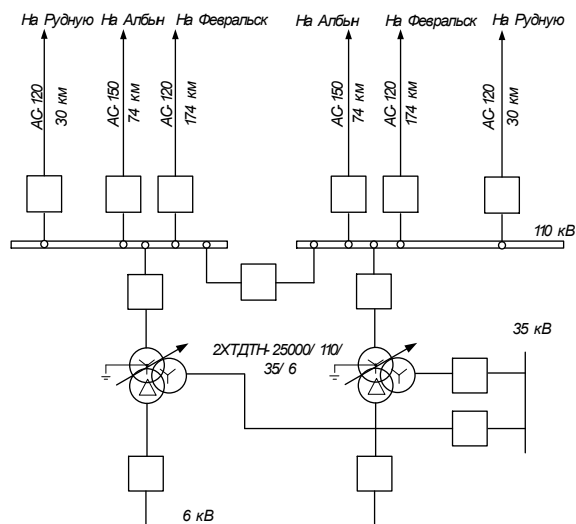 На Рудную
На Албын
На Февральск
На Албын
На Февральск
На Рудную
АС-120
30 км
АС-150
74 км
АС-120
174 км
АС-150
74 км
АС-120
174 км
АС-120
30 км
110 кВ
2ХТДТН-25000/110/
35/6
35 кВ
6 кВ